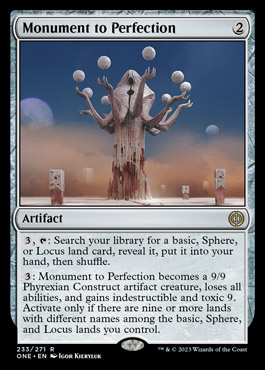 Monument to Perfection 2
Artifact
3, : Search your library for a basic, Sphere,
or Locus land card, reveal it, put it into your
hand, then shuffle.
3: Monument to Perfection becomes a 9/9
Phyrexian Construct artifact creature, loses all
abilities, and gains indestructible and toxic 9.
Activate only if there are nine or more lands
with different names among the basic, Sphere,
and Locus lands you control.
233/271 R
ONE • EN Igor Kieryluk
™ & © 2023 Wizards of the Coast